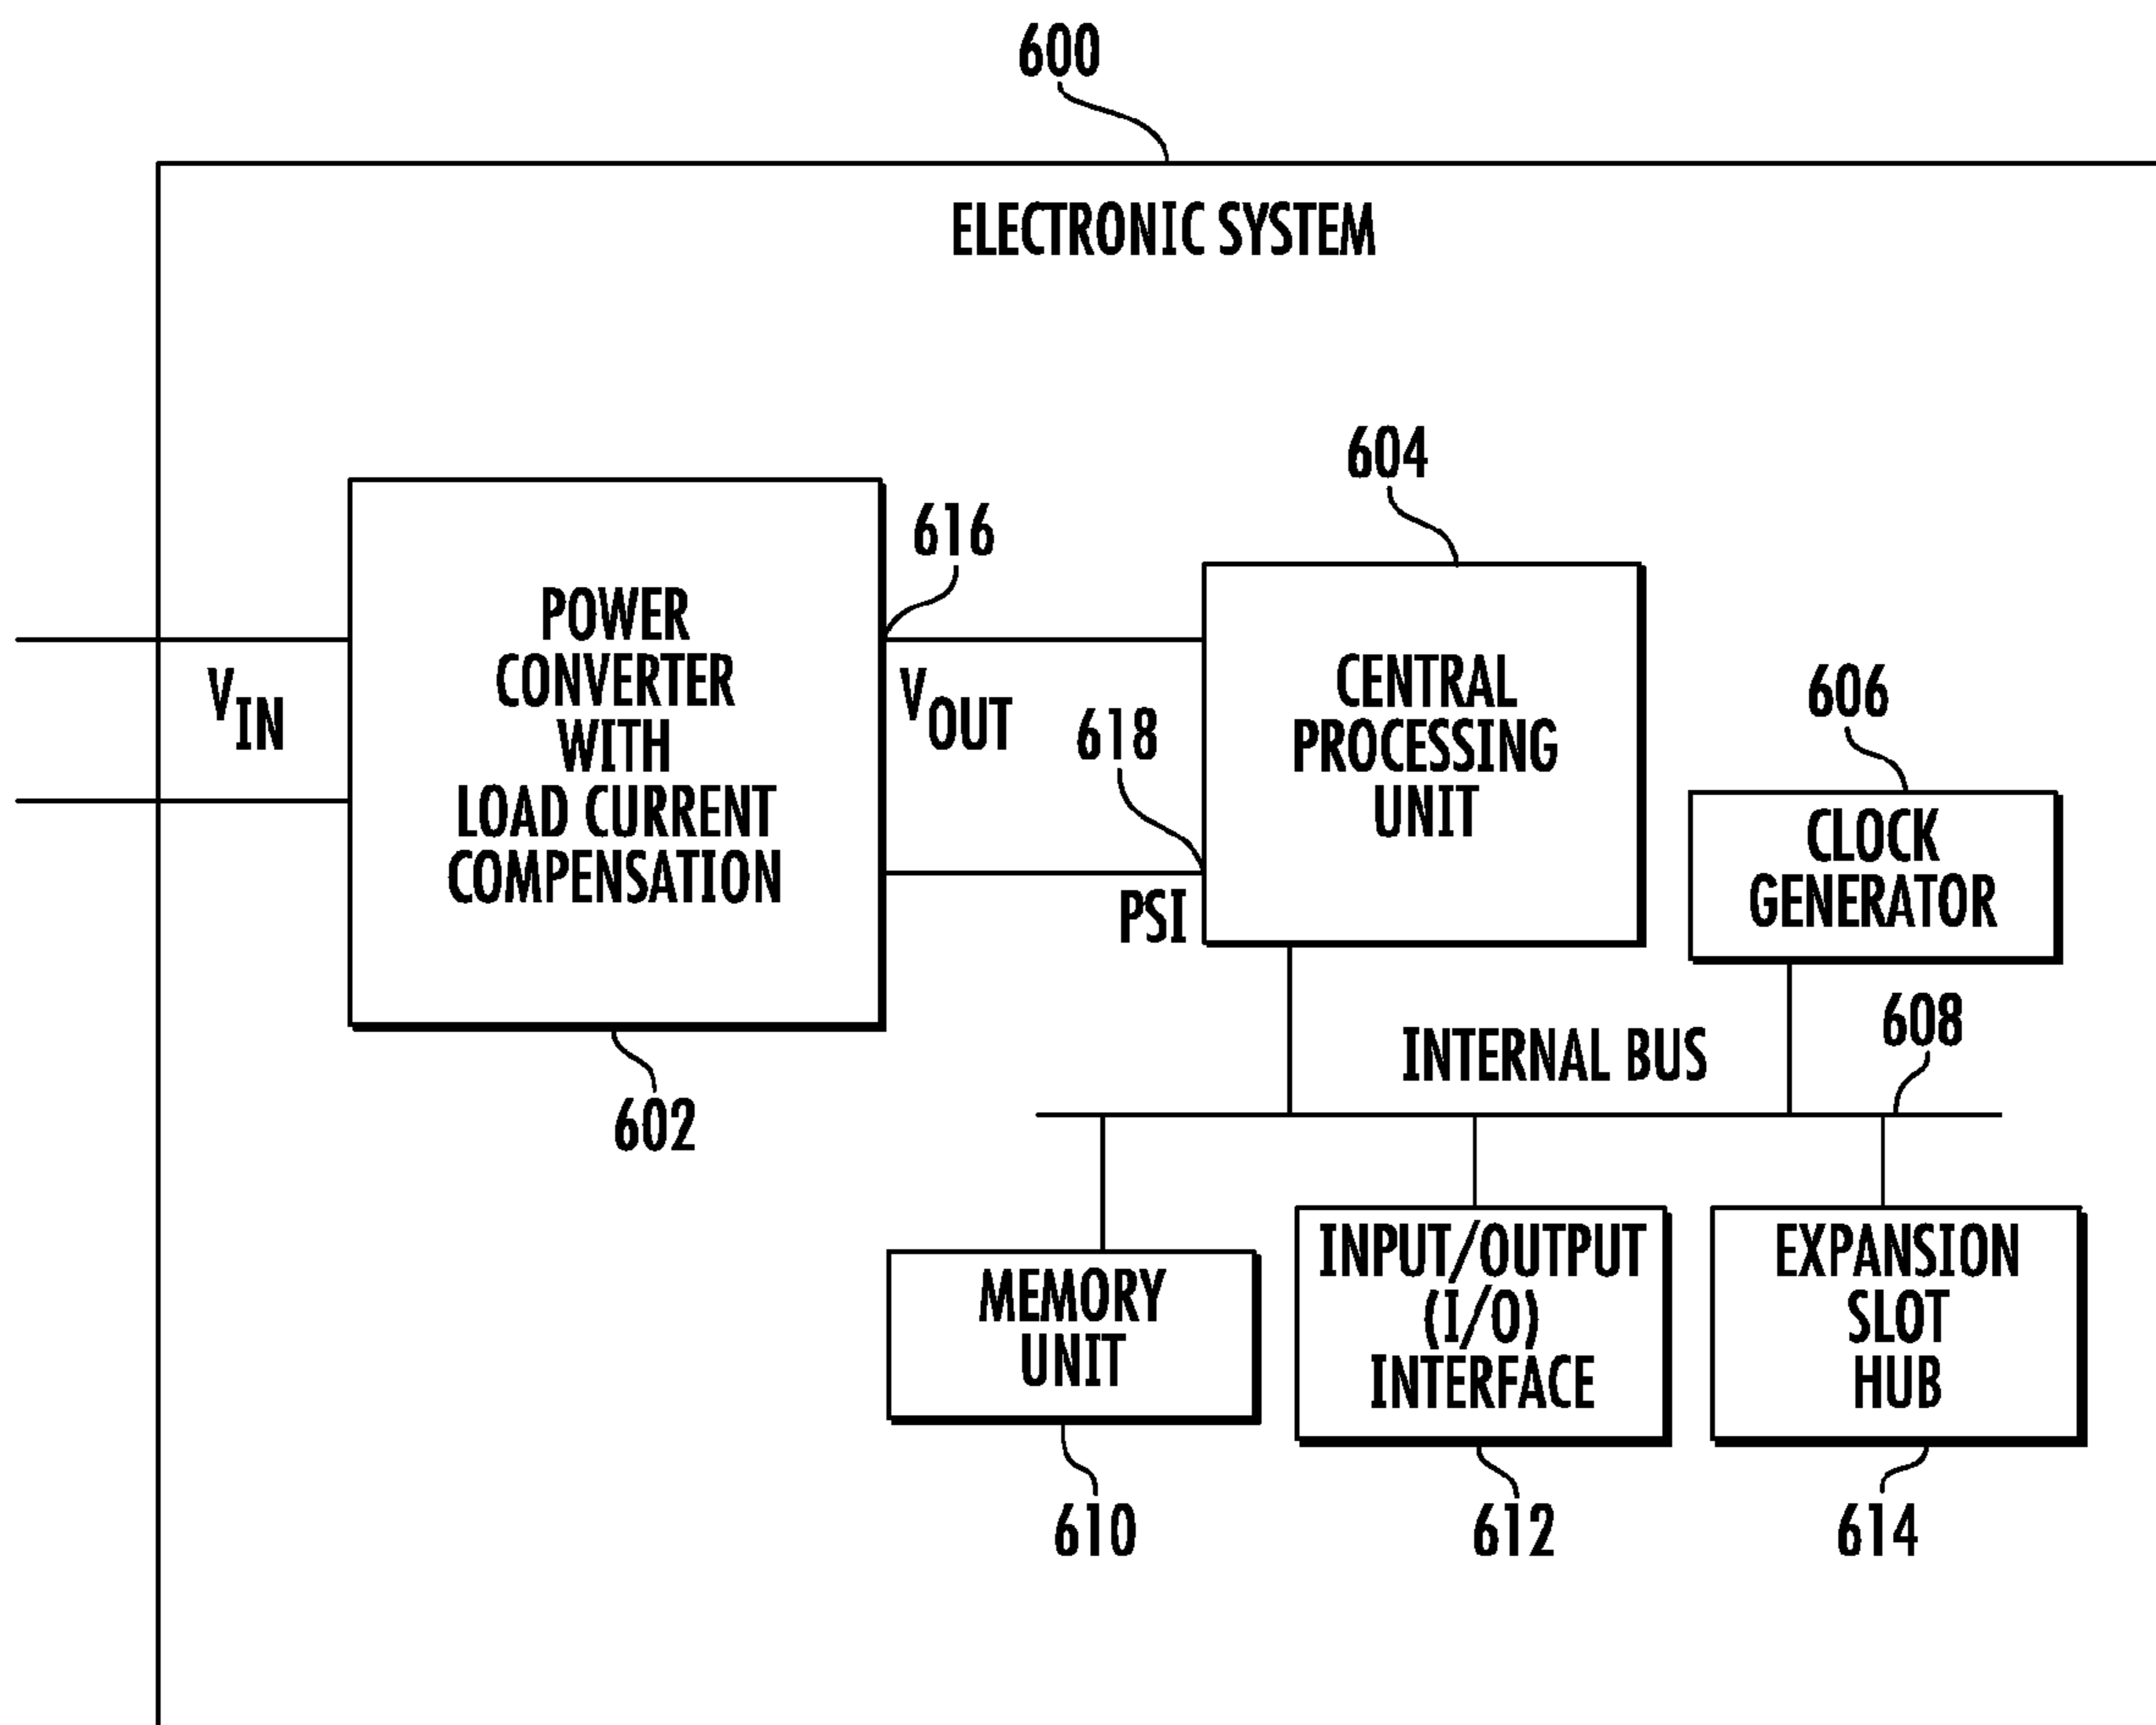 600
ELECTRONIC SYSTEM
604
616
POWER
CONVERTER
WITH
LOAD CURRENT
COMPENSATION
VIN
VOUT
618
PSI
CENTRAL
PROCESSING
UNIT
606
CLOCK
GENERATOR
INTERNAL BUS
608
602
MEMORY
UNIT
INPUT/OUTPUT
(I/O)
INTERFACE
EXPANSION
SLOT
HUB
610
612
614